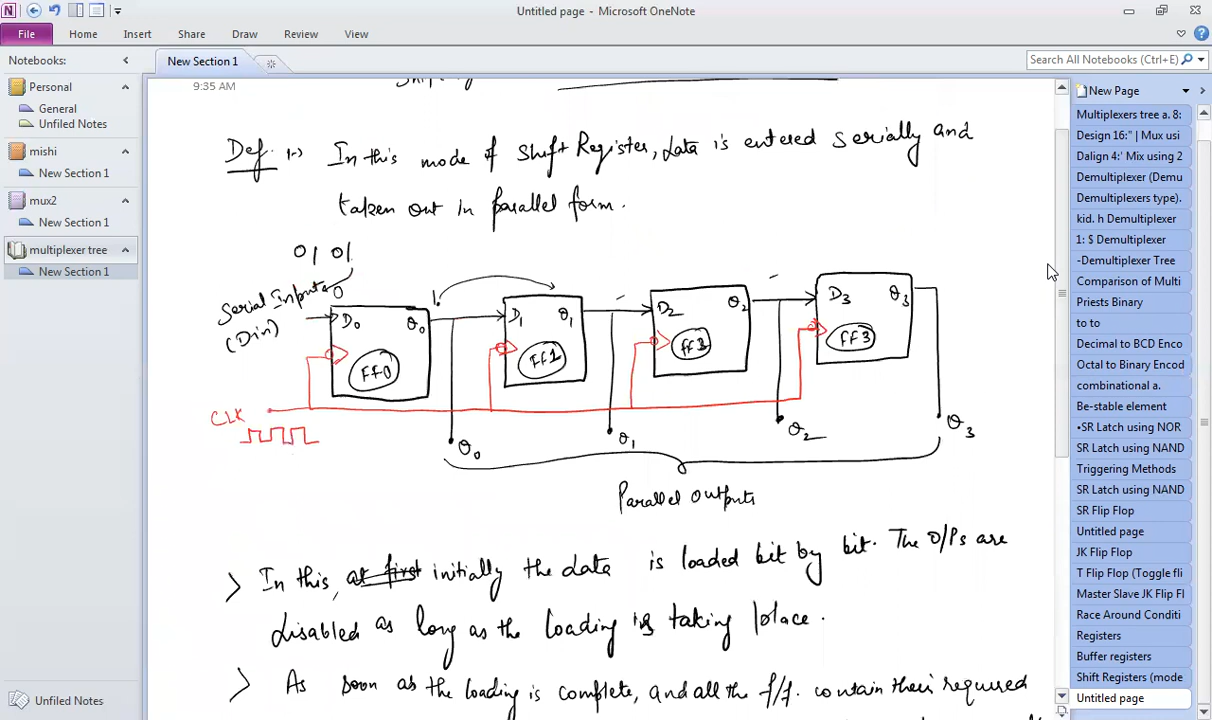 Untitled page - Microsoft OneNote
File Home Insert Share Draw Review View
Notebooks:
New Section 1
Search All Notebooks (Ctrl+E)
Personal
General
Unfiled Notes
mishi
New Section 1
mux2
New Section 1
multiplexer tree
New Section 1
Unfiled Notes
9:35 AM
Shifting
Def :-) In this mode of Shift Register, data is entered serially and
taken out in parallel form.
01 01
Serial Inputs 0
(Din)
1
D0 Q0
FF0
D1 Q1
FF1
D2 Q2
D3 Q3
FF3
CLK
Q0
Q1
Q2
Q3
Parallel Outputs
> In this, at first initially the data is loaded bit by bit. The O/Ps are
disabled as long as the loading is taking place.
> As soon as the loading is complete, and all the f/f. contain their required
New Page
Multiplexers tree a. 8:
Design 16:" | Mux usi
Dalign 4:' Mix using 2
Demultiplexer (Demu
Demultiplexers type).
kid. h Demultiplexer
1: $ Demultiplexer
-Demultiplexer Tree
Comparison of Multi
Priests Binary
to to
Decimal to BCD Enco
Octal to Binary Encod
combinational a.
Be-stable element
•SR Latch using NOR
SR Latch using NAND
Triggering Methods
SR Latch using NAND
SR Flip Flop
Untitled page
JK Flip Flop
T Flip Flop (Toggle fli
Master Slave JK Flip Fl
Race Around Conditi
Registers
Buffer registers
Shift Registers (mode
Untitled page